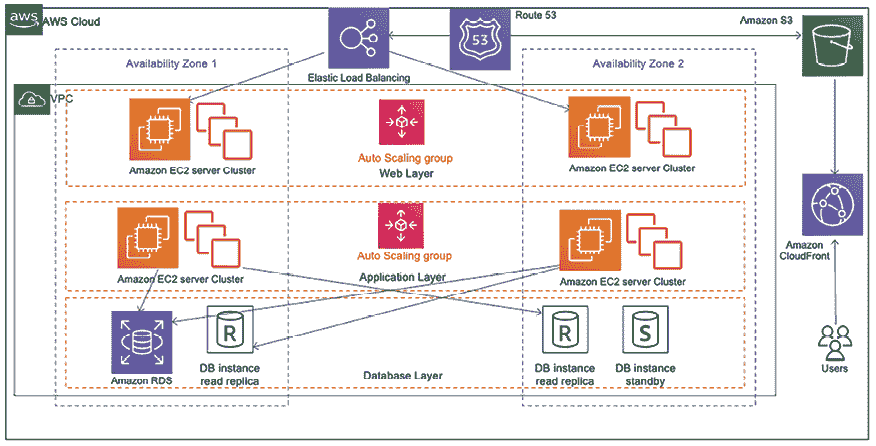 aws
AWS Cloud
Route 53
53
Amazon S3
Availability Zone 1
Availability Zone 2
Elastic Load Balancing
VPC
Amazon EC2 server Cluster
Auto Scaling group
Web Layer
Amazon EC2 server Cluster
Amazon EC2 server Cluster
Auto Scaling group
Application Layer
Amazon EC2 server Cluster
Amazon
CloudFront
R
R
S
Amazon RDS
DB instance
read replica
Database Layer
DB instance
read replica
DB instance
standby
Users